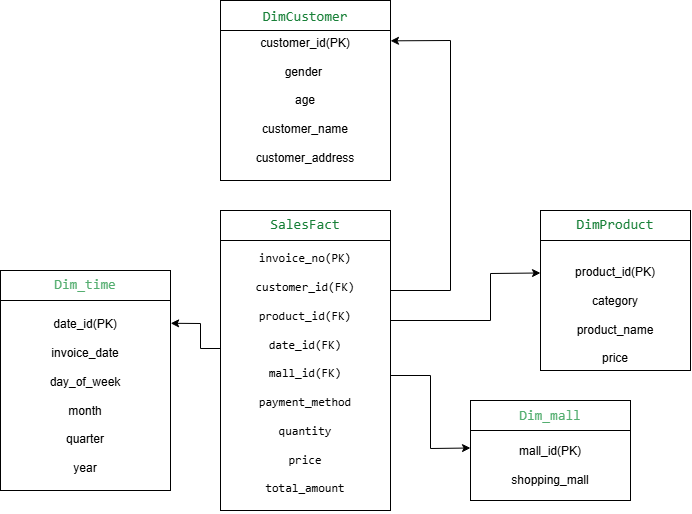 DimCustomer
customer_id(PK)
gender
age
customer_name
customer_address
SalesFact
invoice_no(PK)
customer_id(FK)
product_id(FK)
date_id(FK)
mall_id(FK)
payment_method
quantity
price
total_amount
DimProduct
product_id(PK)
category
product_name
price
Dim_time
date_id(PK)
invoice_date
day_of_week
month
quarter
year
Dim_mall
mall_id(PK)
shopping_mall